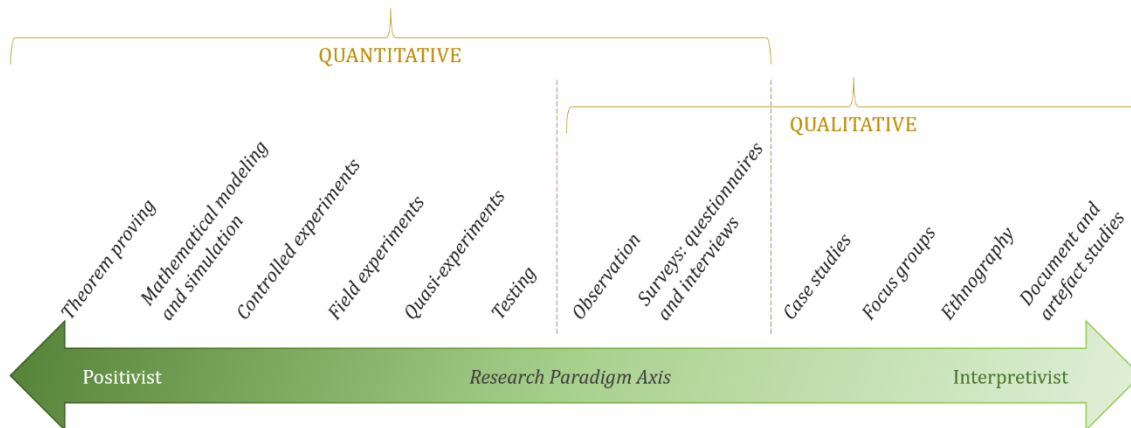 QUANTITATIVE
QUALITATIVE
Theorem proving
Mathematical modeling
and simulation
Controlled experiments
Field experiments
Quasi-experiments
Testing
Observation
Surveys: questionnaires
and interviews
Case studies
Focus groups
Ethnography
Document and
artefact studies
Positivist
Research Paradigm Axis
Interpretivist